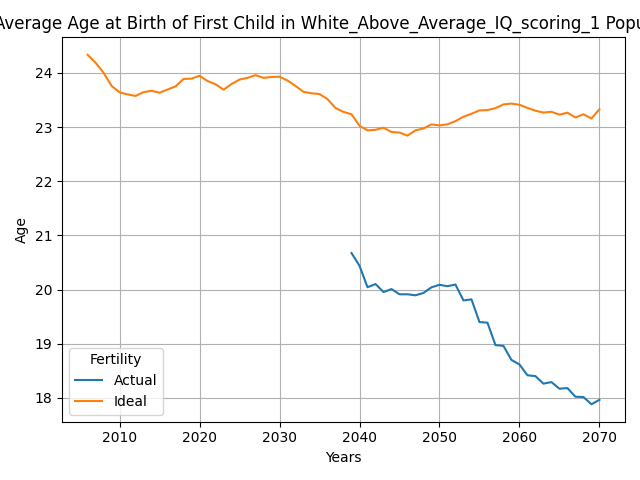 Average Age at Birth of First Child in White_Above_Average_IQ_scoring_1 Popu
24
23
22
21
20
19
18
Age
Fertility
Actual
Ideal
2010 2020 2030 2040 2050 2060 2070
Years